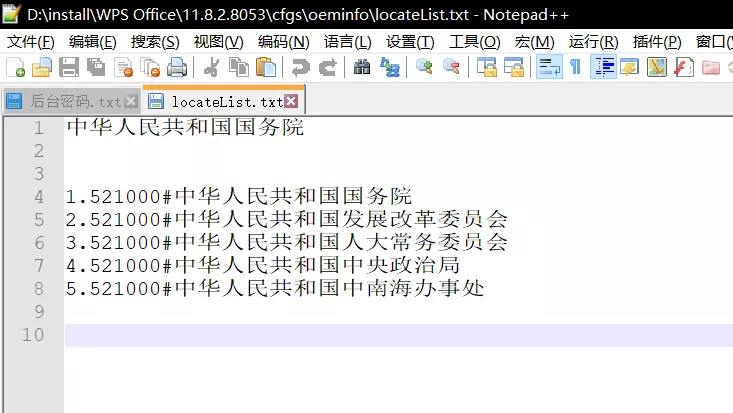 D:\install\WPS Office\11.8.2.8053\cfgs\oeminfo\locateList.txt - Notepad++
文件(F) 编辑(E) 搜索(S) 视图(V) 编码(N) 语言(L) 设置(T) 工具(O) 宏(M) 运行(R) 插件(P) 窗口
后台密码.txt locateList.txt
1 中华人民共和国国务院
2
3
4 1.521000#中华人民共和国国务院
5 2.521000#中华人民共和国发展改革委员会
6 3.521000#中华人民共和国人大常务委员会
7 4.521000#中华人民共和国中央政治局
8 5.521000#中华人民共和国中南海办事处
9
10